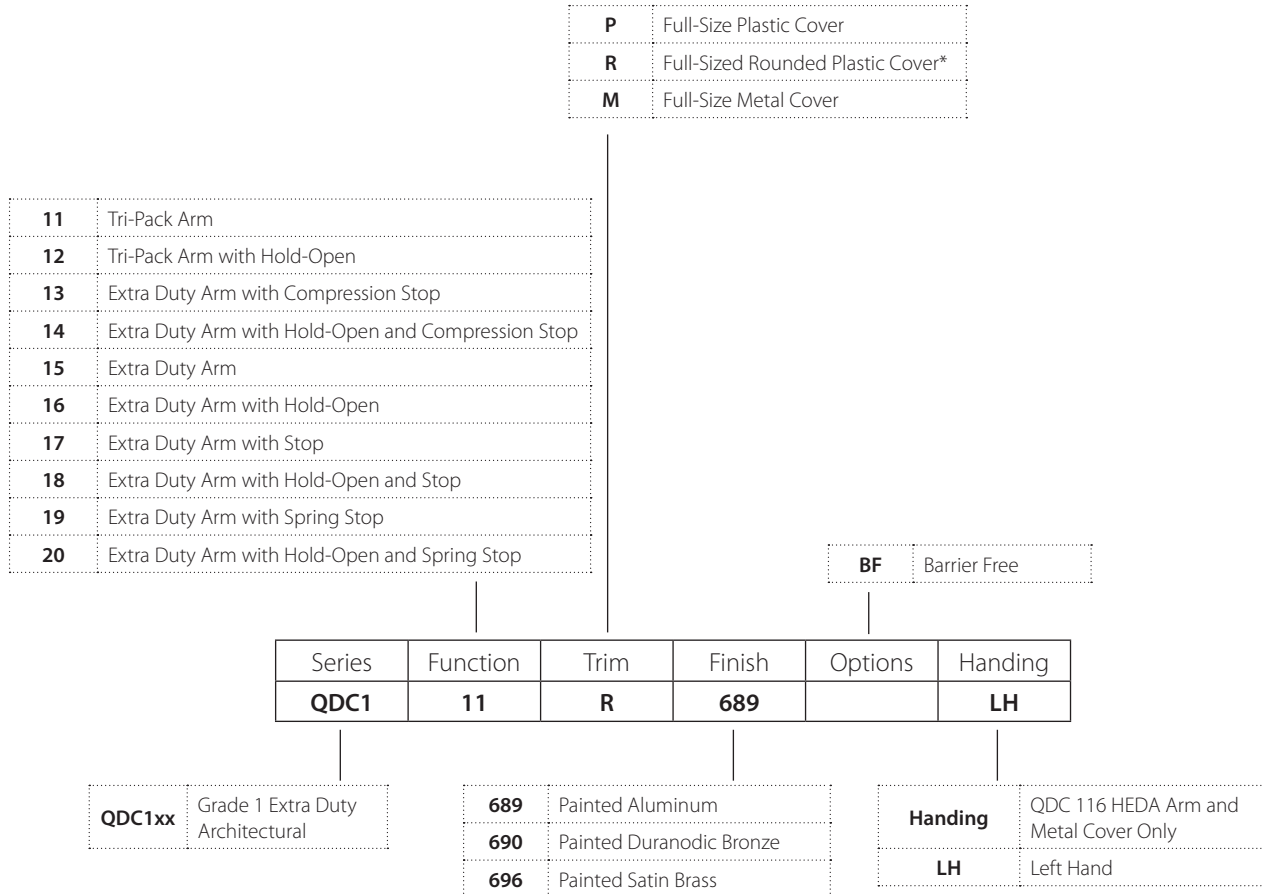 P Full-Size Plastic Cover
R Full-Sized Rounded Plastic Cover*
M Full-Size Metal Cover
11 Tri-Pack Arm
12 Tri-Pack Arm with Hold-Open
13 Extra Duty Arm with Compression Stop
14 Extra Duty Arm with Hold-Open and Compression Stop
15 Extra Duty Arm
16 Extra Duty Arm with Hold-Open
17 Extra Duty Arm with Stop
18 Extra Duty Arm with Hold-Open and Stop
19 Extra Duty Arm with Spring Stop
20 Extra Duty Arm with Hold-Open and Spring Stop
BF Barrier Free
Series Function Trim Finish Options Handing
QDC1 11 R 689 LH
QDC1xx Grade 1 Extra Duty
Architectural
689 Painted Aluminum
690 Painted Duranodic Bronze
696 Painted Satin Brass
Handing QDC 116 HEDA Arm and
Metal Cover Only
LH Left Hand